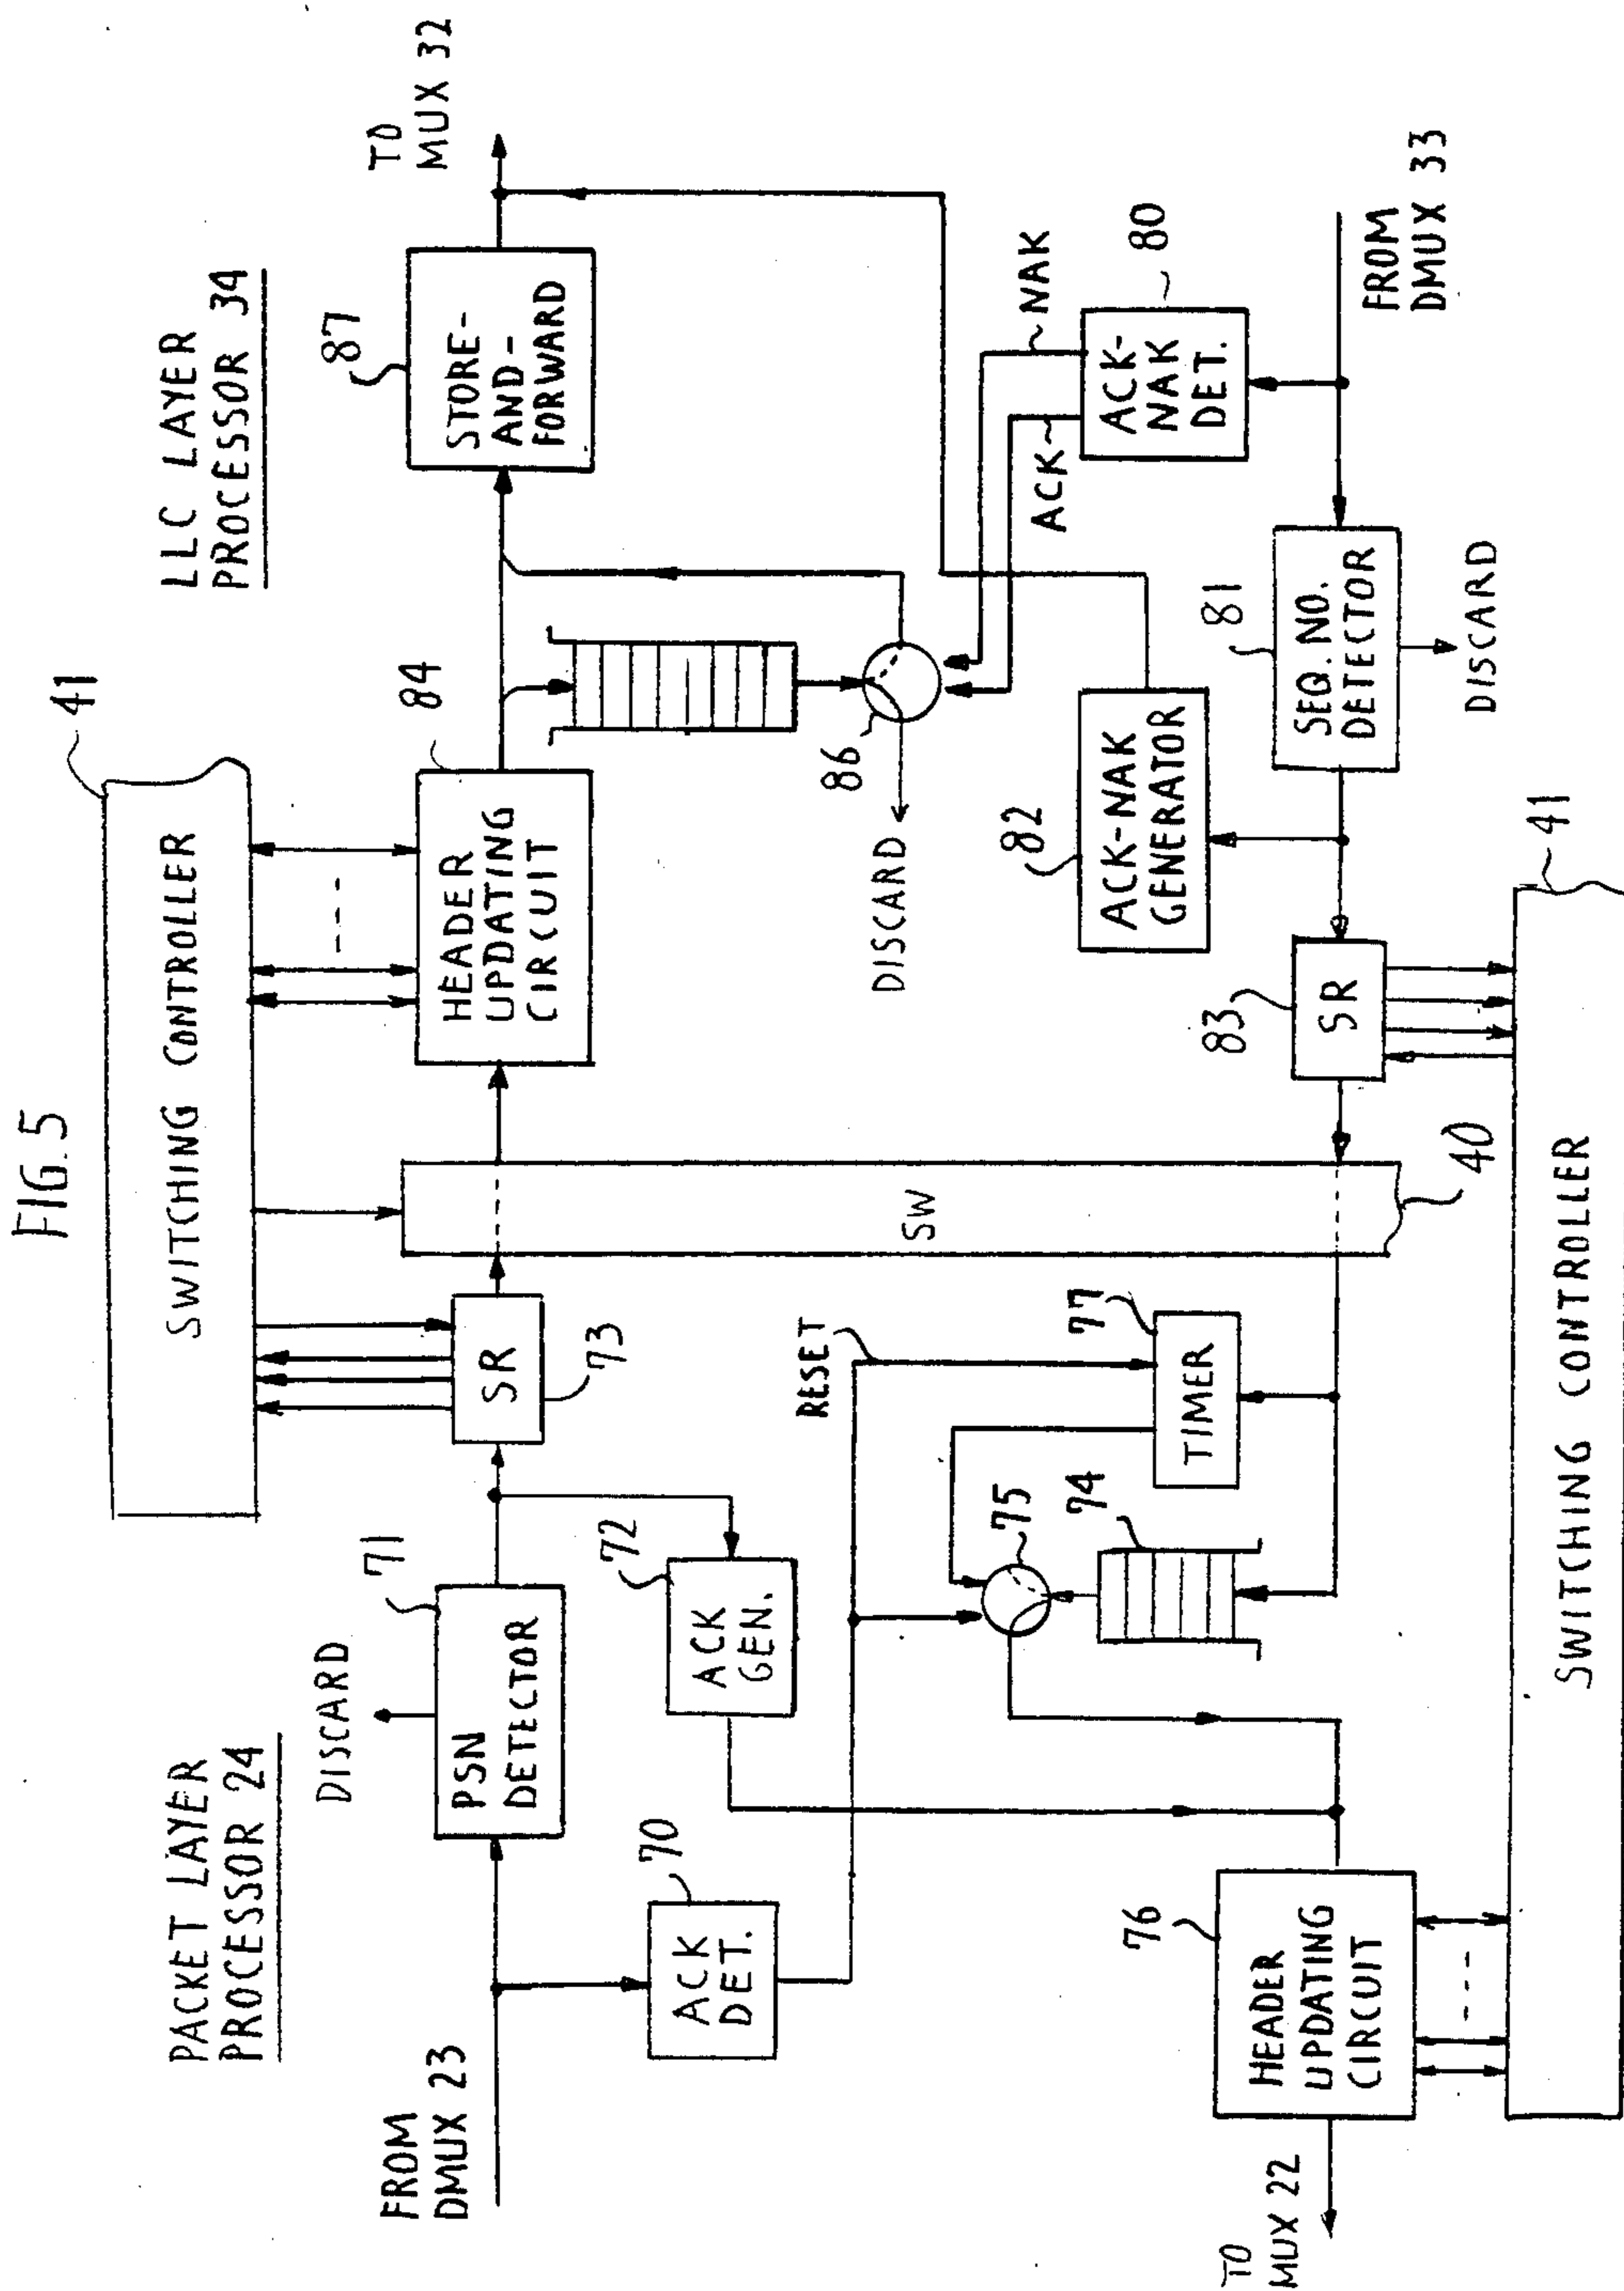 FIG. 5
41
SWITCHING CONTROLLER
PACKET LAYER
PROCESSOR 24
LLC LAYER
PROCESSOR 34
DISCARD
71
PSN
DETECTOR
FROM
DMUX 23
SR
73
84
HEADER
UPDATING
CIRCUIT
87
STORE-
AND-
FORWARD
TO
MUX 32
70
ACK
DET.
72
ACK
GEN.
SW
40
RESET
75
74
77
TIMER
86
DISCARD
ACK
NAK
80
ACK-
NAK
DET.
82
ACK-NAK
GENERATOR
81
SEQ. NO.
DETECTOR
DISCARD
FROM
DMUX 33
83
SR
76
HEADER
UPDATING
CIRCUIT
TO
MUX 22
41
SWITCHING CONTROLLER